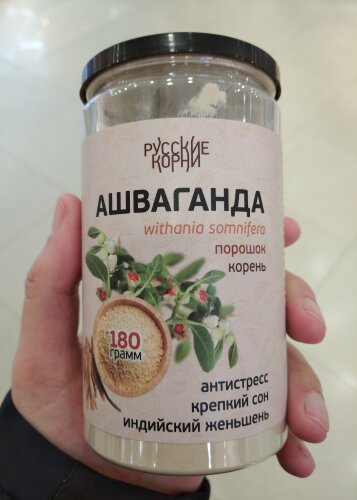 РУССКИЕ
КОРНИ
АШВАГАНДА
withania somnifera
порошок
корень
180
грамм
антистресс
крепкий сон
индийский женьшень